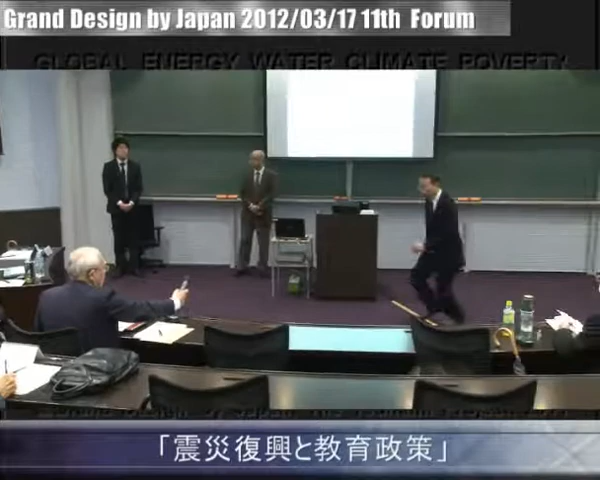 Grand Design by Japan 2012/03/17 11th Forum
GLOBAL ENERGY WATER CLIMATE POVERTY
「震災復興と教育政策」